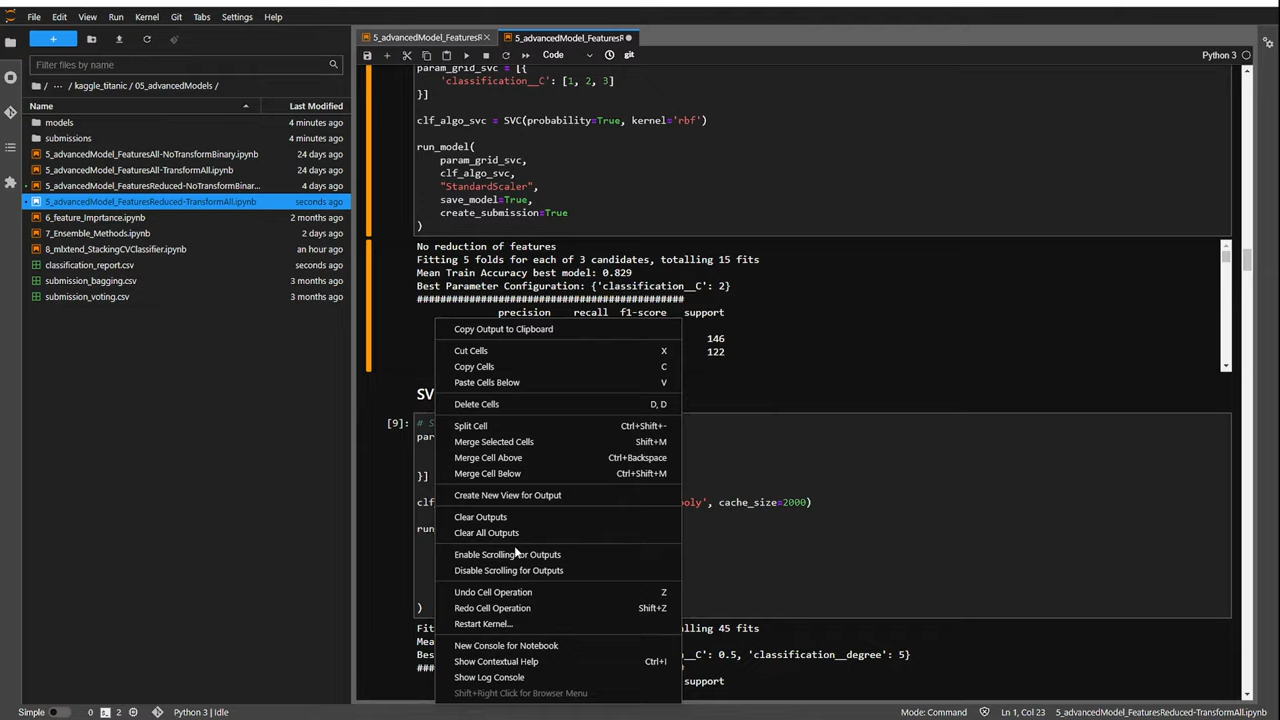 File Edit View Run Kernel Git Tabs Settings Help
+
Filter files by name
/ ··· / kaggle_titanic / 05_advancedModels /
Name Last Modified
models 4 minutes ago
submissions 4 minutes ago
5_advancedModel_FeaturesAll-NoTransformBinary.ipynb 24 days ago
5_advancedModel_FeaturesAll-TransformAll.ipynb 24 days ago
5_advancedModel_FeaturesReduced-NoTransformBinar... 4 days ago
5_advancedModel_FeaturesReduced-TransformAll.ipynb seconds ago
6_feature_Imprtance.ipynb 2 months ago
7_Ensemble_Methods.ipynb 2 days ago
8_mlxtend_StackingCVClassifier.ipynb an hour ago
classification_report.csv seconds ago
submission_bagging.csv 3 months ago
submission_voting.csv 3 months ago
5_advancedModel_FeaturesR 5_advancedModel_FeaturesR
Code git Python 3
param_grid_svc = [{
'classification__C': [1, 2, 3]
}]
clf_algo_svc = SVC(probability=True, kernel='rbf')
run_model(
param_grid_svc,
clf_algo_svc,
"StandardScaler",
save_model=True,
create_submission=True
)
No reduction of features
Fitting 5 folds for each of 3 candidates, totalling 15 fits
Mean Train Accuracy best model: 0.829
Best Parameter Configuration: {'classification__C': 2}
##############################################
precision recall f1-score support
146
122
SV
[9]: # S
par
}]
clf_ oly', cache_size=2000)
run_
)
Fit alling 45 fits
Mea
Bes _C': 0.5, 'classification__degree': 5}
###
support
Copy Output to Clipboard
Cut Cells X
Copy Cells C
Paste Cells Below V
Delete Cells D, D
Split Cell Ctrl+Shift+-
Merge Selected Cells Shift+M
Merge Cell Above Ctrl+Backspace
Merge Cell Below Ctrl+Shift+M
Create New View for Output
Clear Outputs
Clear All Outputs
Enable Scrolling for Outputs
Disable Scrolling for Outputs
Undo Cell Operation Z
Redo Cell Operation Shift+Z
Restart Kernel...
New Console for Notebook
Show Contextual Help Ctrl+I
Show Log Console
Shift+Right Click for Browser Menu
Simple 0 2 Python 3 | Idle Mode: Command Ln 1, Col 23 5_advancedModel_FeaturesReduced-TransformAll.ipynb